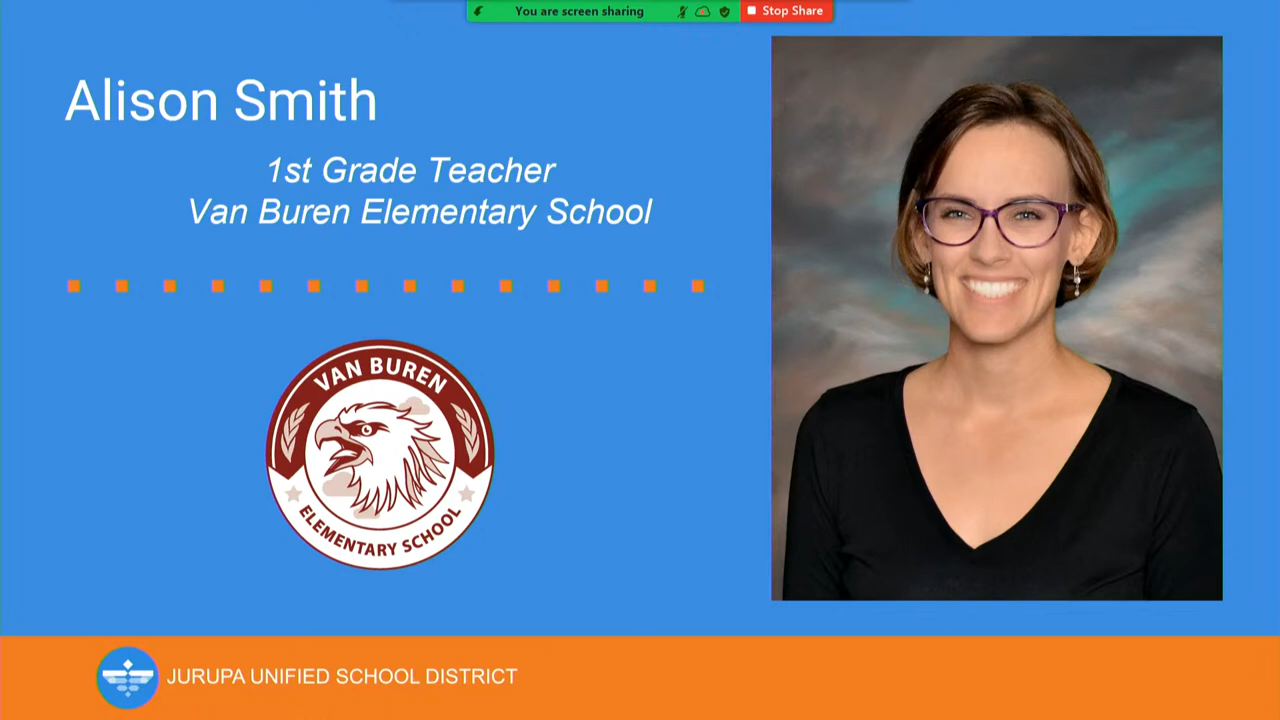 You are screen sharing
Stop Share
Alison Smith
1st Grade Teacher
Van Buren Elementary School
VAN BUREN
ELEMENTARY SCHOOL
JURUPA UNIFIED SCHOOL DISTRICT